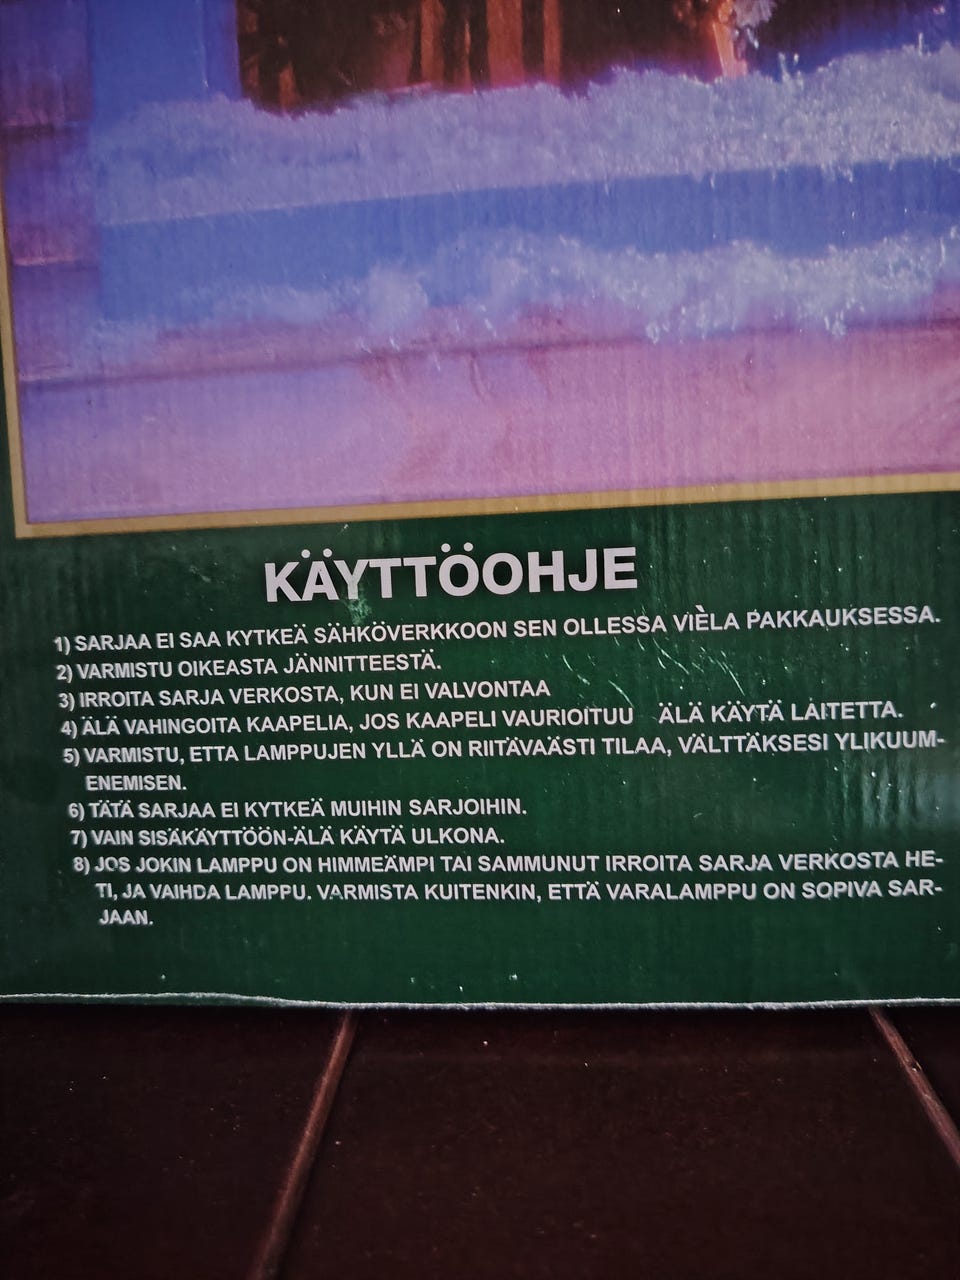 KÄYTTÖOHJE
1) SARJAA EI SAA KYTKEÄ SÄHKÖVERKKOON SEN OLLESSA VIÈLA PAKKAUKSESSA.
2) VARMISTU OIKEASTA JÄNNITTEESTÄ.
3) IRROITA SARJA VERKOSTA, KUN EI VALVONTAA
4) ÄLÄ VAHINGOITA KAAPELIA, JOS KAAPELI VAURIOITUU ÄLÄ KÄYTÄ LAITETTA.
5) VARMISTU, ETTA LAMPPUJEN YLLÄ ON RIITÄVÄÄSTI TILAA, VÄLTTÄKSESI YLIKUUM-
ENEMISEN.
6) TÄTÄ SARJAA EI KYTKEÄ MUIHIN SARJOIHIN.
7) VAIN SISÄKÄYTTÖÖN-ÄLÄ KÄYTÄ ULKONA.
8) JOS JOKIN LAMPPU ON HIMMEÄMPI TAI SAMMUNUT IRROITA SARJA VERKOSTA HE-
TI, JA VAIHDA LAMPPU. VARMISTA KUITENKIN, ETTÄ VARALAMPPU ON SOPIVA SAR-
JAAN.